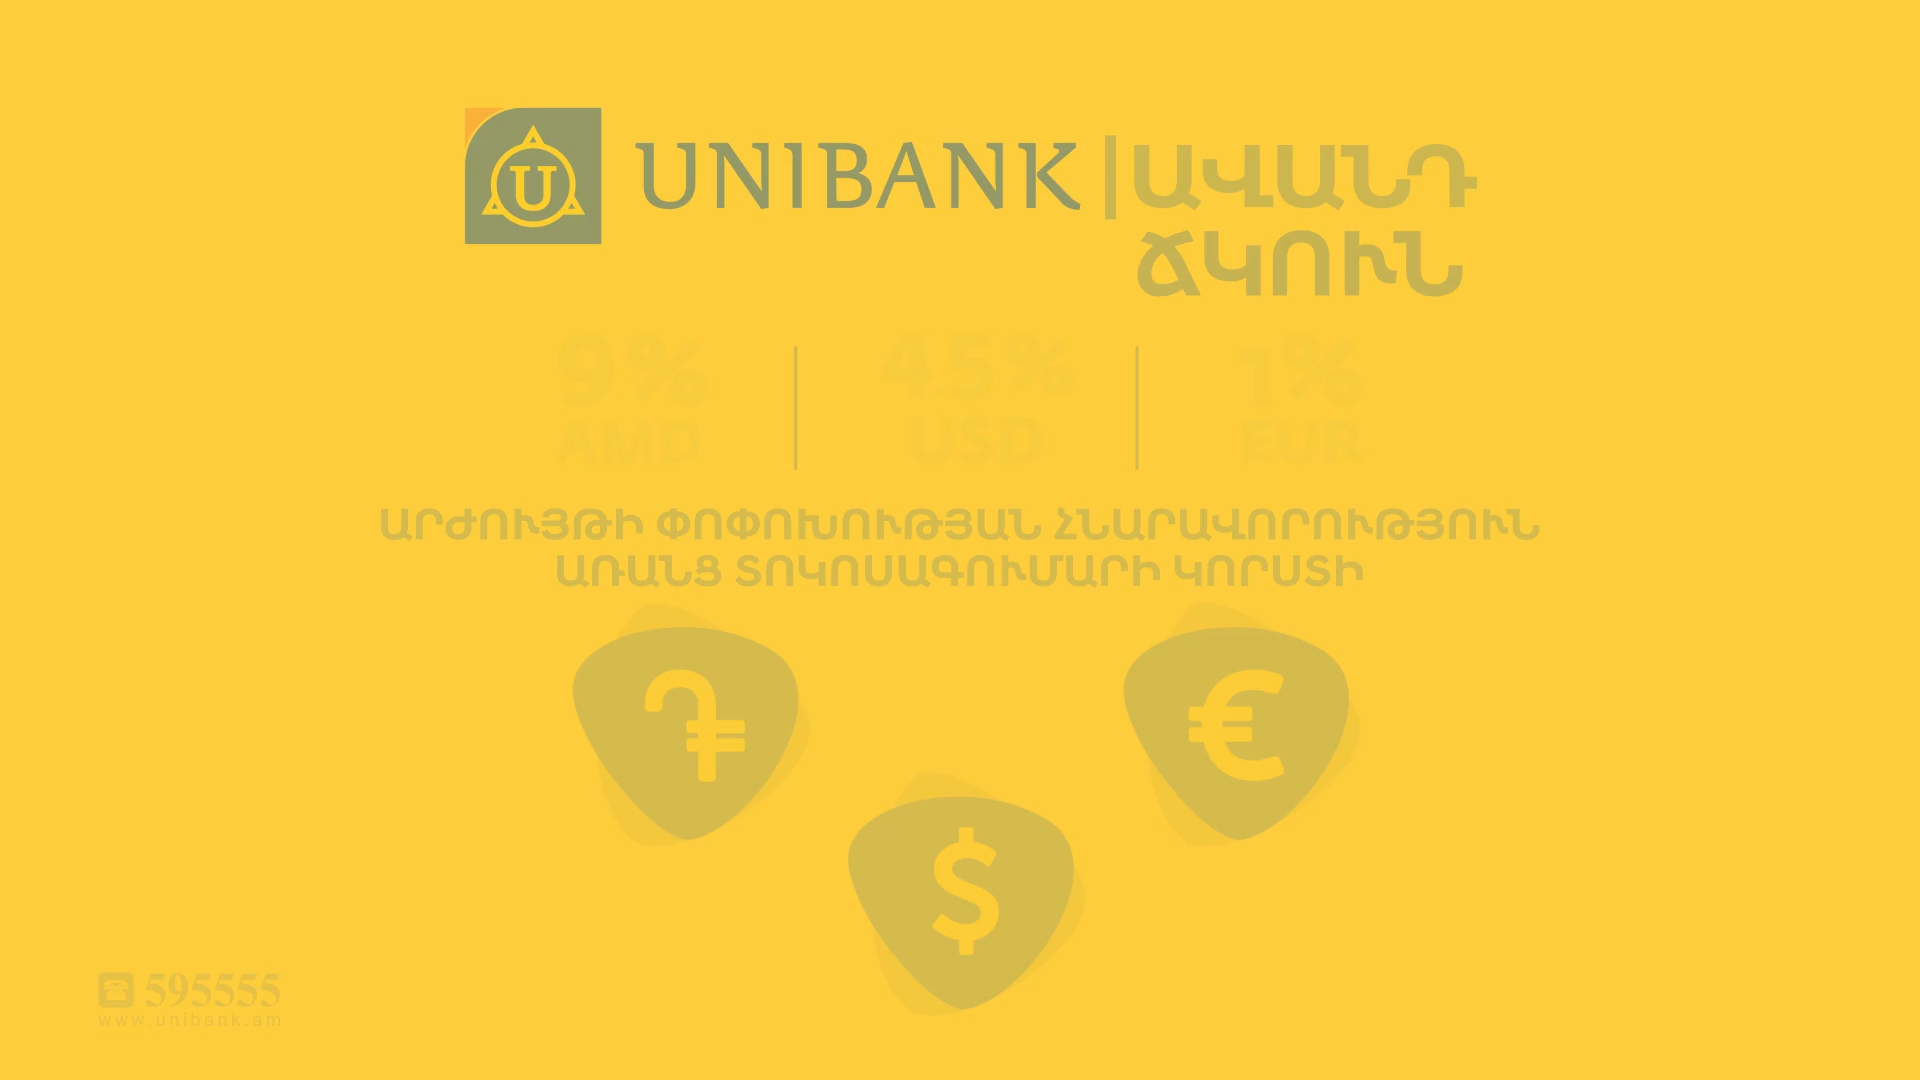 UNIBANK | ԱՎԱՆԴ
ՃԿՈՒՆ
9% 4.5% 1%
AMD USD EUR
ԱՐԺՈՒՅԹԻ ՓՈՓՈԽՈՒԹՅԱՆ ՀՆԱՐԱՎՈՐՈՒԹՅՈՒՆ
ԱՌԱՆՑ ՏՈԿՈՍԱԳՈՒՄԱՐԻ ԿՈՐՍՏԻ
595555
www.unibank.am